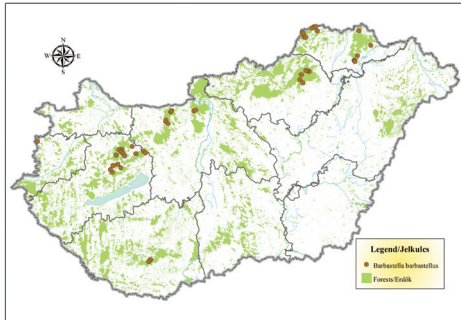 N
W E
S
Legend/Jelkulcs
Barbastella barbastellus
Forests/Erdők